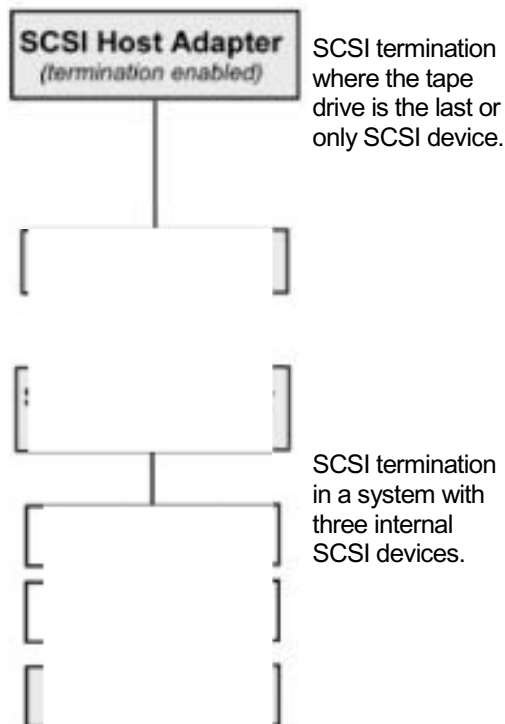 SCSI Host Adapter
(termination enabled)
SCSI termination
where the tape
drive is the last or
only SCSI device.
SCSI termination
in a system with
three internal
SCSI devices.